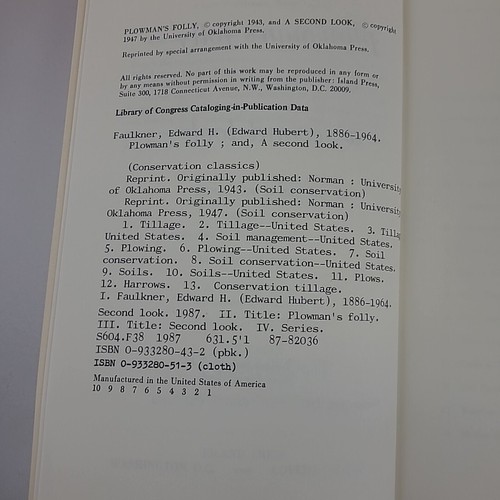 PLOWMAN'S FOLLY, © copyright 1943, and A SECOND LOOK, © copyright
1947 by the University of Oklahoma Press.
Reprinted by special arrangement with the University of Oklahoma Press.
All rights reserved. No part of this work may be reproduced in any form or
by any means without permission in writing from the publisher: Island Press,
Suite 300, 1718 Connecticut Avenue, N.W., Washington, D.C. 20009.
Library of Congress Cataloging-in-Publication Data
Faulkner, Edward H. (Edward Hubert), 1886-1964.
Plowman's folly ; and, A second look.
(Conservation classics)
Reprint. Originally published: Norman : Universi
of Oklahoma Press, 1943. (Soil conservation)
Reprint. Originally published: Norman : Universi
Oklahoma Press, 1947. (Soil conservation)
1. Tillage. 2. Tillage--United States. 3. Tilla
United States. 4. Soil management--United States.
5. Plowing. 6. Plowing--United States. 7. Soil
conservation. 8. Soil conservation--United States.
9. Soils. 10. Soils--United States. 11. Plows.
12. Harrows. 13. Conservation tillage.
I. Faulkner, Edward H. (Edward Hubert), 1886-1964.
Second look. 1987. II. Title: Plowman's folly.
III. Title: Second look. IV. Series.
S604.F38 1987 631.5'1 87-82036
ISBN 0-933280-43-2 (pbk.)
ISBN 0-933280-51-3 (cloth)
Manufactured in the United States of America
10 9 8 7 6 5 4 3 2 1